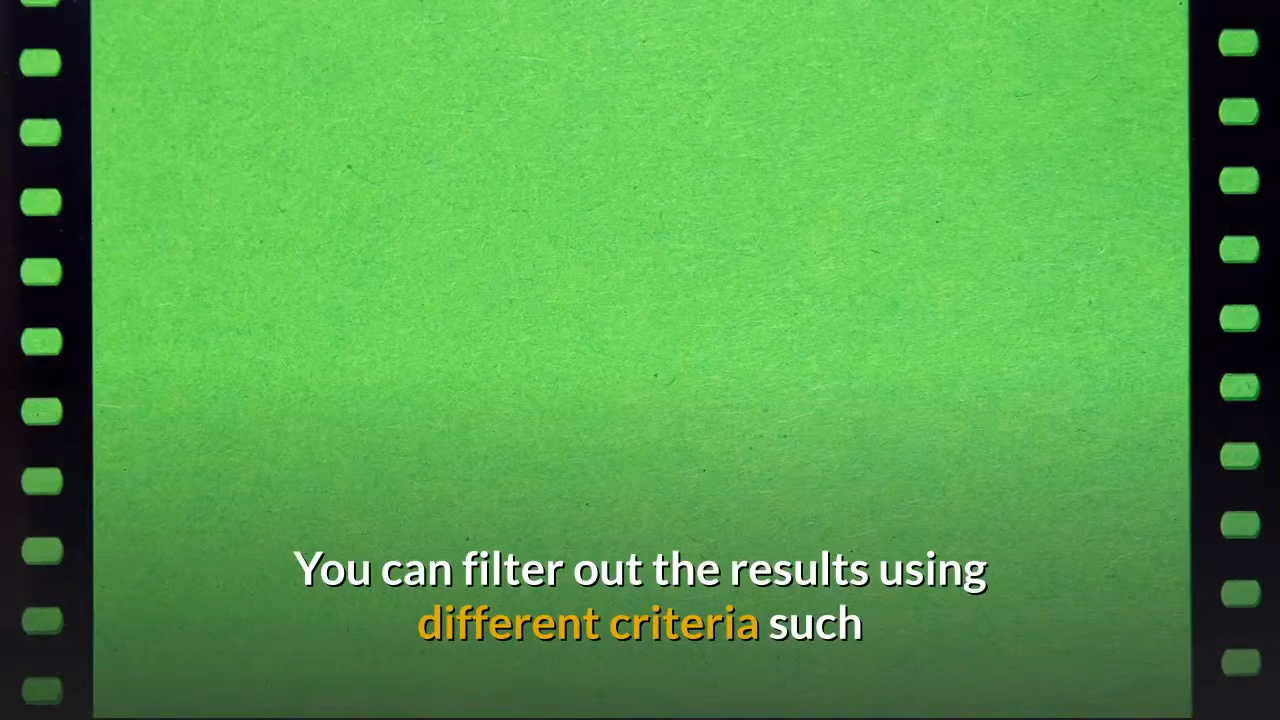 You can filter out the results using
different criteria such